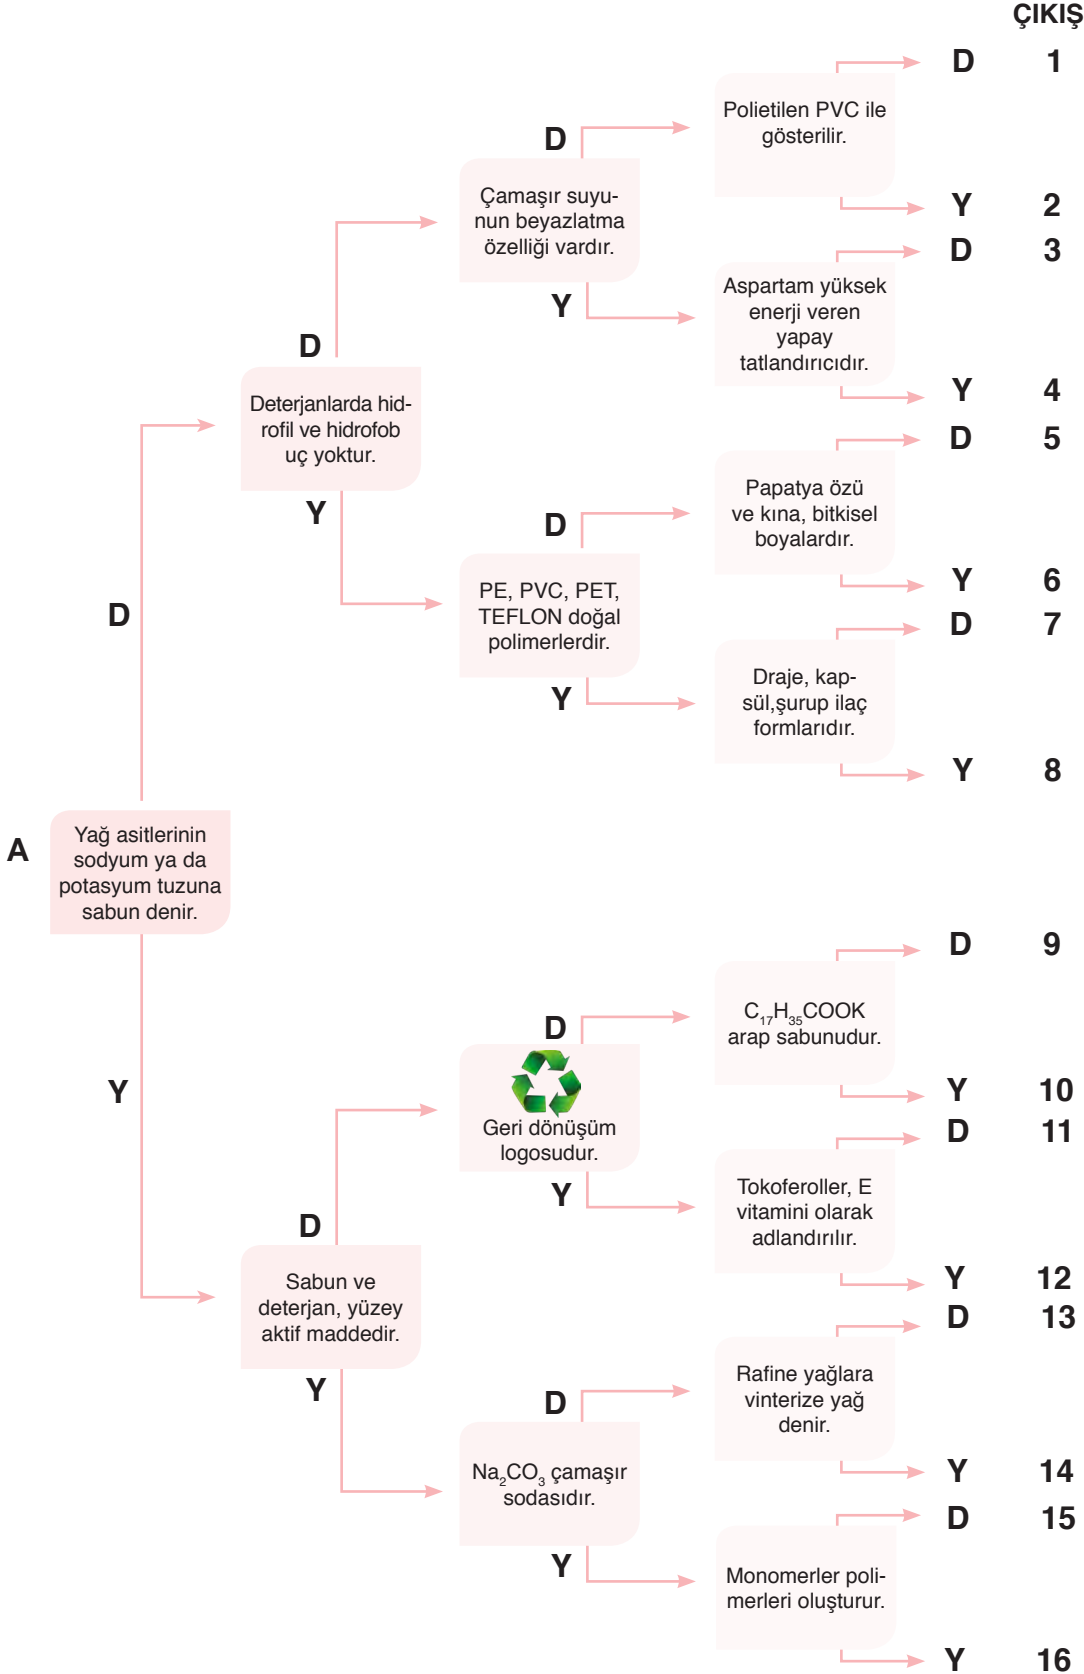 ÇIKIŞ
D 1
Polietilen PVC ile
gösterilir.
D
Çamaşır suyu-
nun beyazlatma
özelliği vardır.
Y 2
D 3
Aspartam yüksek
enerji veren
yapay
tatlandırıcıdır.
Y
D
Y 4
Deterjanlarda hid-
rofil ve hidrofob
uç yoktur.
D 5
Papatya özü
ve kına, bitkisel
boyalardır.
Y
D
Y 6
PE, PVC, PET,
TEFLON doğal
polimerlerdir.
D
D 7
Draje, kap-
sül,şurup ilaç
formlarıdır.
Y
Y 8
A
Yağ asitlerinin
sodyum ya da
potasyum tuzuna
sabun denir.
D 9
C₁₇H₃₅COOK
arap sabunudur.
D
Y
Y 10
Geri dönüşüm
logosudur.
D 11
Tokoferoller, E
vitamini olarak
adlandırılır.
Y
D
Y 12
Sabun ve
deterjan, yüzey
aktif maddedir.
D 13
Rafine yağlara
vinterize yağ
denir.
Y
D
Y 14
Na₂CO₃ çamaşır
sodasıdır.
D 15
Y
Monomerler poli-
merleri oluşturur.
Y 16